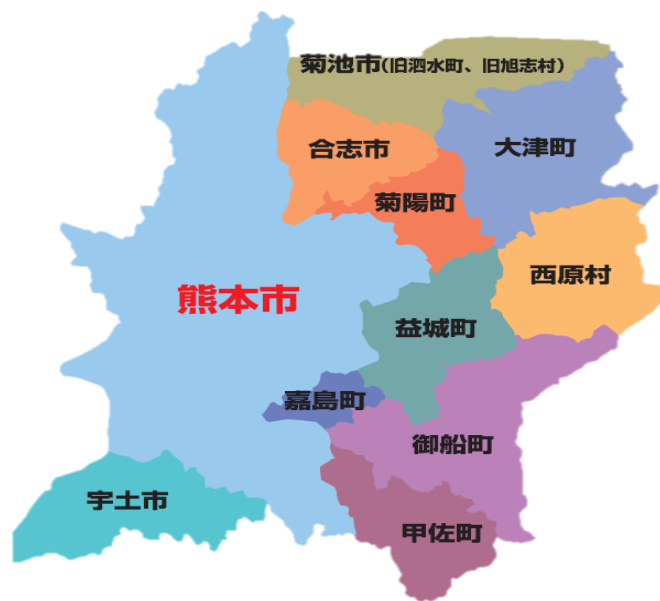 菊池市(旧泗水町、旧旭志村)
合志市
大津町
菊陽町
西原村
熊本市
益城町
嘉島町
御船町
宇土市
甲佐町